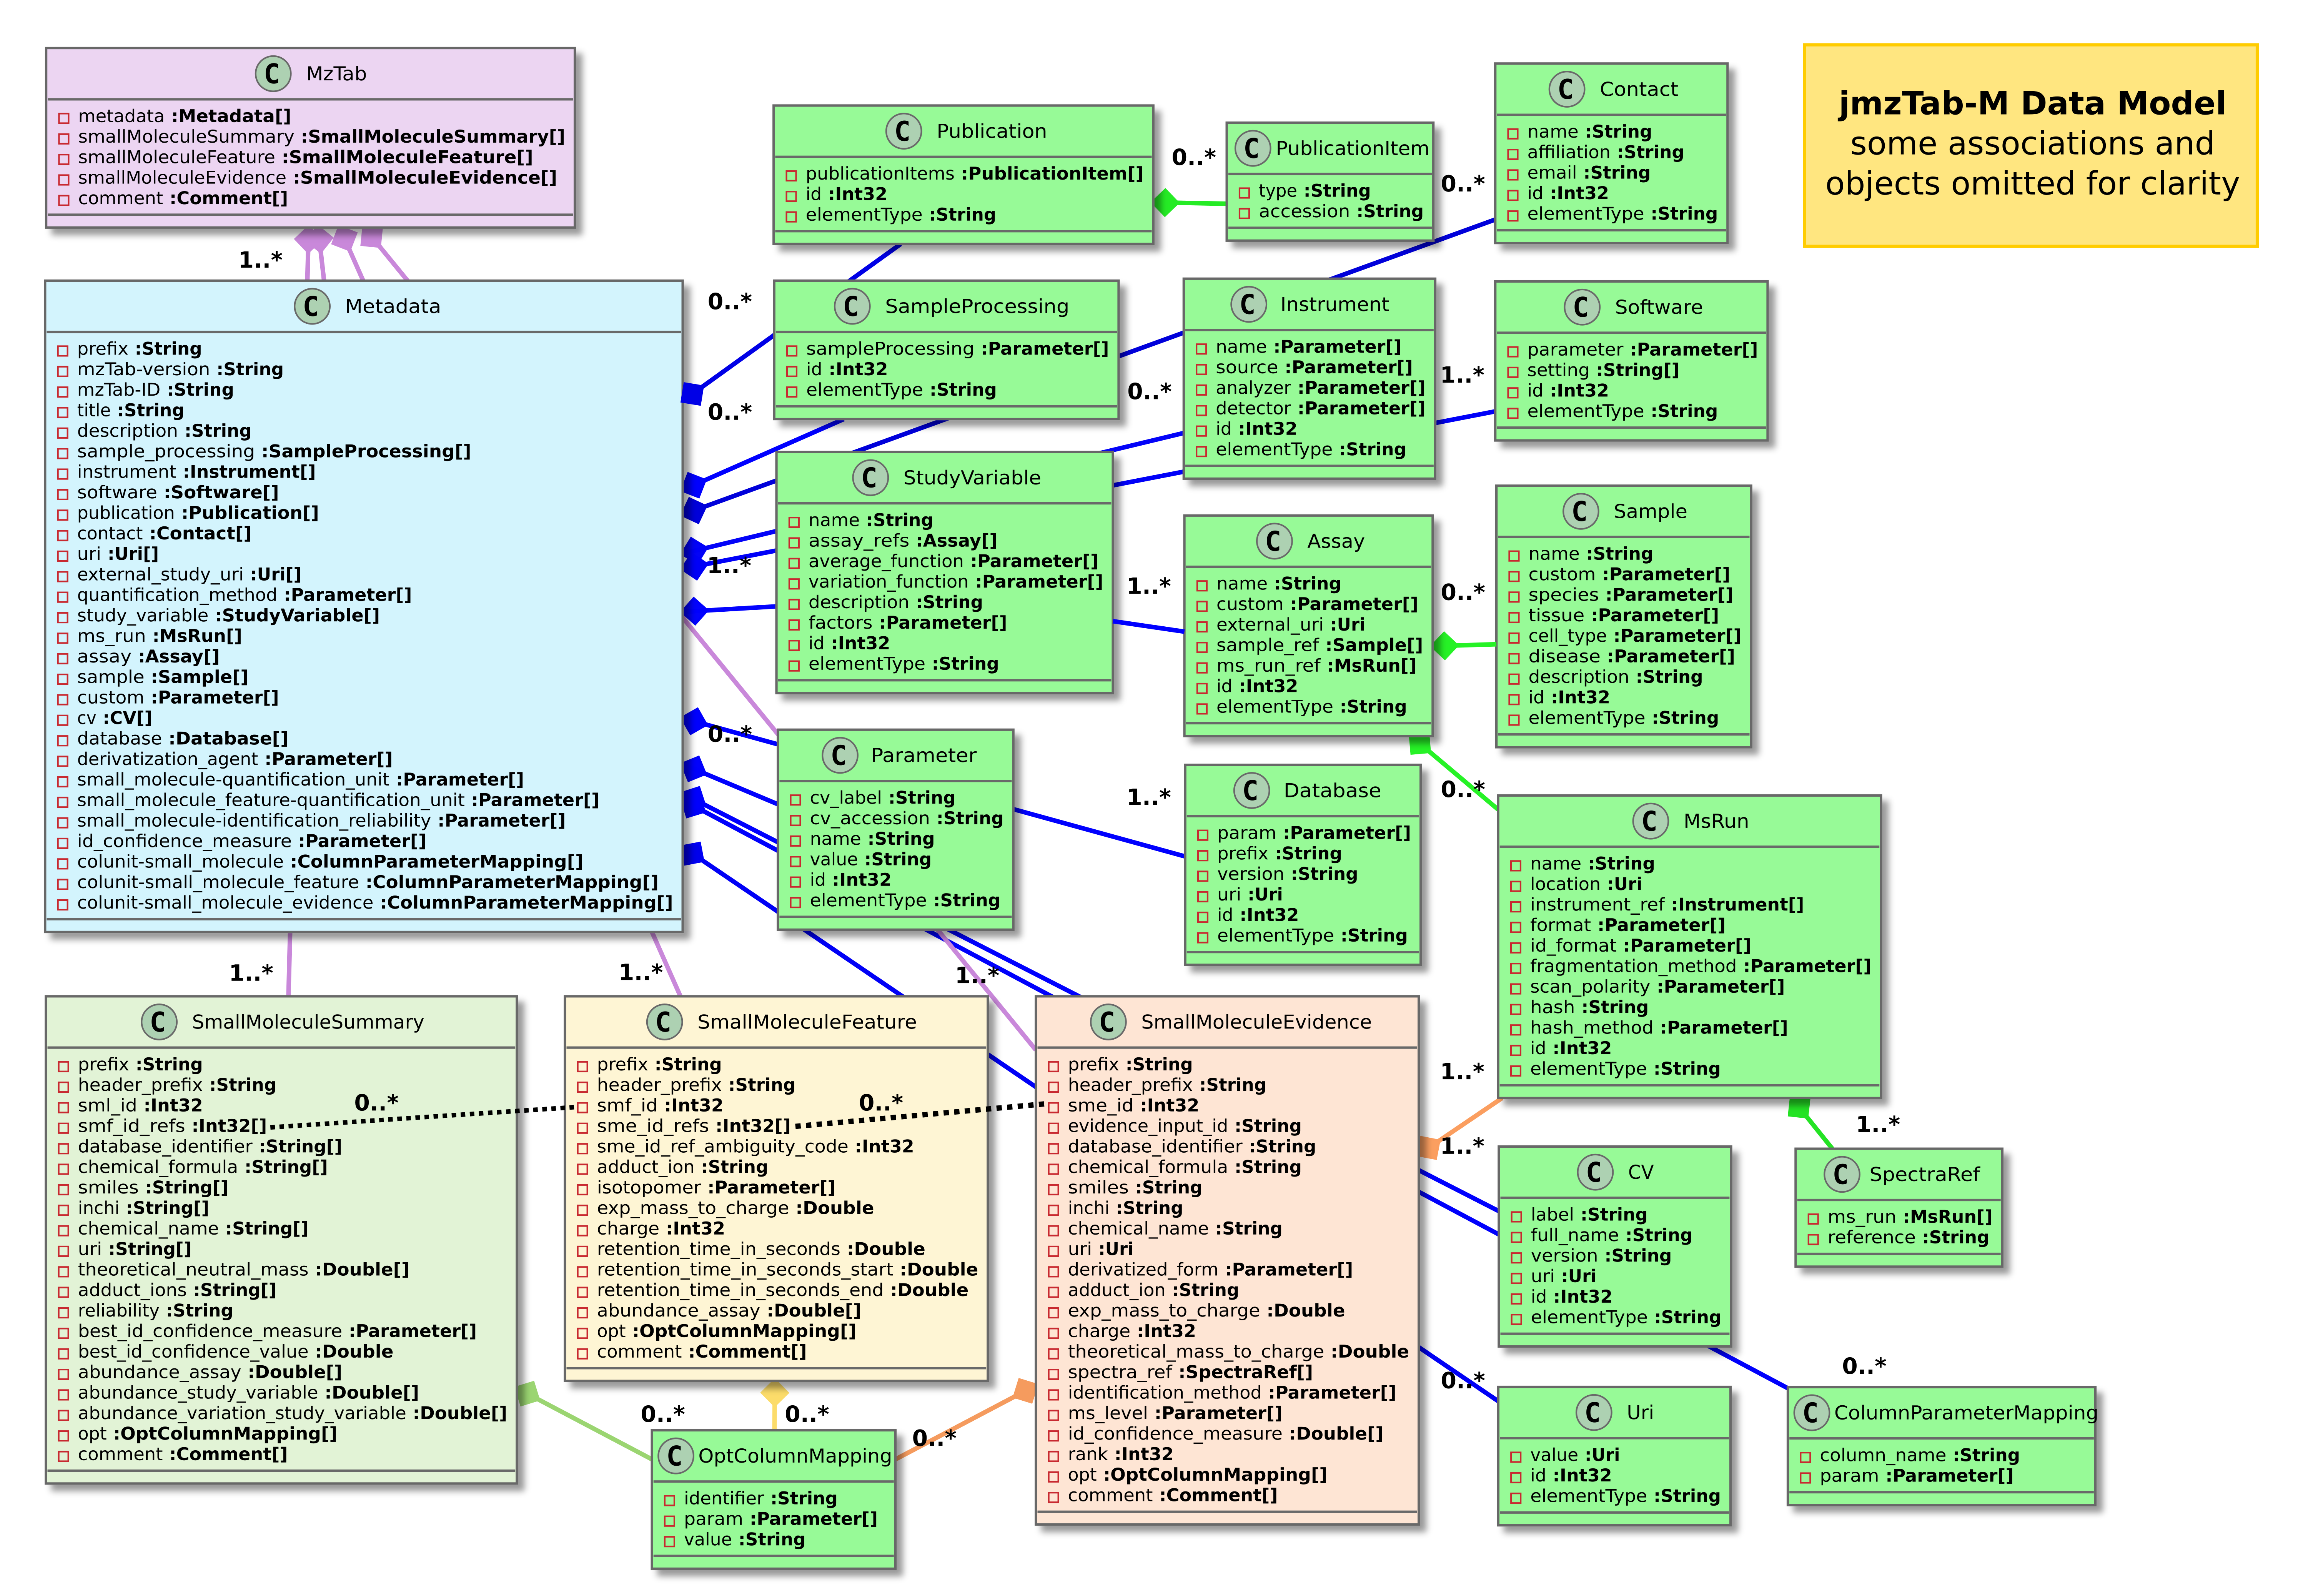 C MzTab
metadata :Metadata[]
smallMoleculeSummary :SmallMoleculeSummary[]
smallMoleculeFeature :SmallMoleculeFeature[]
smallMoleculeEvidence :SmallMoleculeEvidence[]
comment :Comment[]
C Publication
publicationItems :PublicationItem[]
id :Int32
elementType :String
0..*
C PublicationItem
type :String
accession :String
0..*
C Contact
name :String
affiliation :String
email :String
id :Int32
elementType :String
jmzTab-M Data Model
some associations and
objects omitted for clarity
1..*
C Metadata
prefix :String
mzTab-version :String
mzTab-ID :String
title :String
description :String
sample_processing :SampleProcessing[]
instrument :Instrument[]
software :Software[]
publication :Publication[]
contact :Contact[]
uri :Uri[]
external_study_uri :Uri[]
quantification_method :Parameter[]
study_variable :StudyVariable[]
ms_run :MsRun[]
assay :Assay[]
sample :Sample[]
custom :Parameter[]
cv :CV[]
database :Database[]
derivatization_agent :Parameter[]
small_molecule-quantification_unit :Parameter[]
small_molecule_feature-quantification_unit :Parameter[]
small_molecule-identification_reliability :Parameter[]
id_confidence_measure :Parameter[]
colunit-small_molecule :ColumnParameterMapping[]
colunit-small_molecule_feature :ColumnParameterMapping[]
colunit-small_molecule_evidence :ColumnParameterMapping[]
0..*
0..*
C SampleProcessing
sampleProcessing :Parameter[]
id :Int32
elementType :String
0..*
C Instrument
name :Parameter[]
source :Parameter[]
analyzer :Parameter[]
detector :Parameter[]
id :Int32
elementType :String
1..*
C Software
parameter :Parameter[]
setting :String[]
id :Int32
elementType :String
1..*
C StudyVariable
name :String
assay_refs :Assay[]
average_function :Parameter[]
variation_function :Parameter[]
description :String
factors :Parameter[]
id :Int32
elementType :String
1..*
C Assay
name :String
custom :Parameter[]
external_uri :Uri
sample_ref :Sample[]
ms_run_ref :MsRun[]
id :Int32
elementType :String
0..*
C Sample
name :String
custom :Parameter[]
species :Parameter[]
tissue :Parameter[]
cell_type :Parameter[]
disease :Parameter[]
description :String
id :Int32
elementType :String
0..*
C Parameter
cv_label :String
cv_accession :String
name :String
value :String
id :Int32
elementType :String
1..*
C Database
param :Parameter[]
prefix :String
version :String
uri :Uri
id :Int32
elementType :String
0..*
C MsRun
name :String
location :Uri
instrument_ref :Instrument[]
format :Parameter[]
id_format :Parameter[]
fragmentation_method :Parameter[]
scan_polarity :Parameter[]
hash :String
hash_method :Parameter[]
id :Int32
elementType :String
1..*
1..*
1..*
C SmallMoleculeSummary
prefix :String
header_prefix :String
sml_id :Int32
smf_id_refs :Int32[]
database_identifier :String[]
chemical_formula :String[]
smiles :String[]
inchi :String[]
chemical_name :String[]
uri :String[]
theoretical_neutral_mass :Double[]
adduct_ions :String[]
reliability :String
best_id_confidence_measure :Parameter[]
best_id_confidence_value :Double
abundance_assay :Double[]
abundance_study_variable :Double[]
abundance_variation_study_variable :Double[]
opt :OptColumnMapping[]
comment :Comment[]
0..*
C SmallMoleculeFeature
prefix :String
header_prefix :String
smf_id :Int32
sme_id_refs :Int32[]
sme_id_ref_ambiguity_code :Int32
adduct_ion :String
isotopomer :Parameter[]
exp_mass_to_charge :Double
charge :Int32
retention_time_in_seconds :Double
retention_time_in_seconds_start :Double
retention_time_in_seconds_end :Double
abundance_assay :Double[]
opt :OptColumnMapping[]
comment :Comment[]
0..*
C SmallMoleculeEvidence
prefix :String
header_prefix :String
sme_id :Int32
evidence_input_id :String
database_identifier :String
chemical_formula :String
smiles :String
inchi :String
chemical_name :String
uri :Uri
derivatized_form :Parameter[]
adduct_ion :String
exp_mass_to_charge :Double
charge :Int32
theoretical_mass_to_charge :Double
spectra_ref :SpectraRef[]
identification_method :Parameter[]
ms_level :Parameter[]
id_confidence_measure :Double[]
rank :Int32
opt :OptColumnMapping[]
comment :Comment[]
1..*
1..*
C CV
label :String
full_name :String
version :String
uri :Uri
id :Int32
elementType :String
1..*
C SpectraRef
ms_run :MsRun[]
reference :String
0..*
0..*
0..*
C OptColumnMapping
identifier :String
param :Parameter[]
value :String
0..*
C Uri
value :Uri
id :Int32
elementType :String
0..*
C ColumnParameterMapping
column_name :String
param :Parameter[]